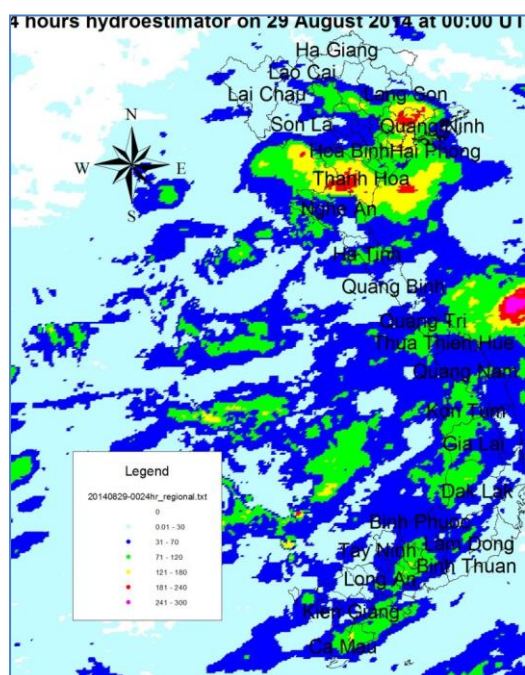 4 hours hydroestimator on 29 August 2014 at 00:00 UT
Ha Giang
Lao Cai
Lai Chau
Lang Son
N
Son La
Quang Ninh
Hoa Binh
Hai Phong
W
E
Thanh Hoa
S
Nghe An
Ha Tinh
Quang Binh
Quang Tri
Thua Thien Hue
Quang Nam
Kon Tum
Gia Lai
Legend
20140829-0024hr_regional.txt
0
0.01 - 30
31 - 70
71 - 120
121 - 180
181 - 240
241 - 300
Dak Lak
Binh Phuoc
Lam Dong
Tay Ninh
Binh Thuan
Long An
Kien Giang
Ca Mau